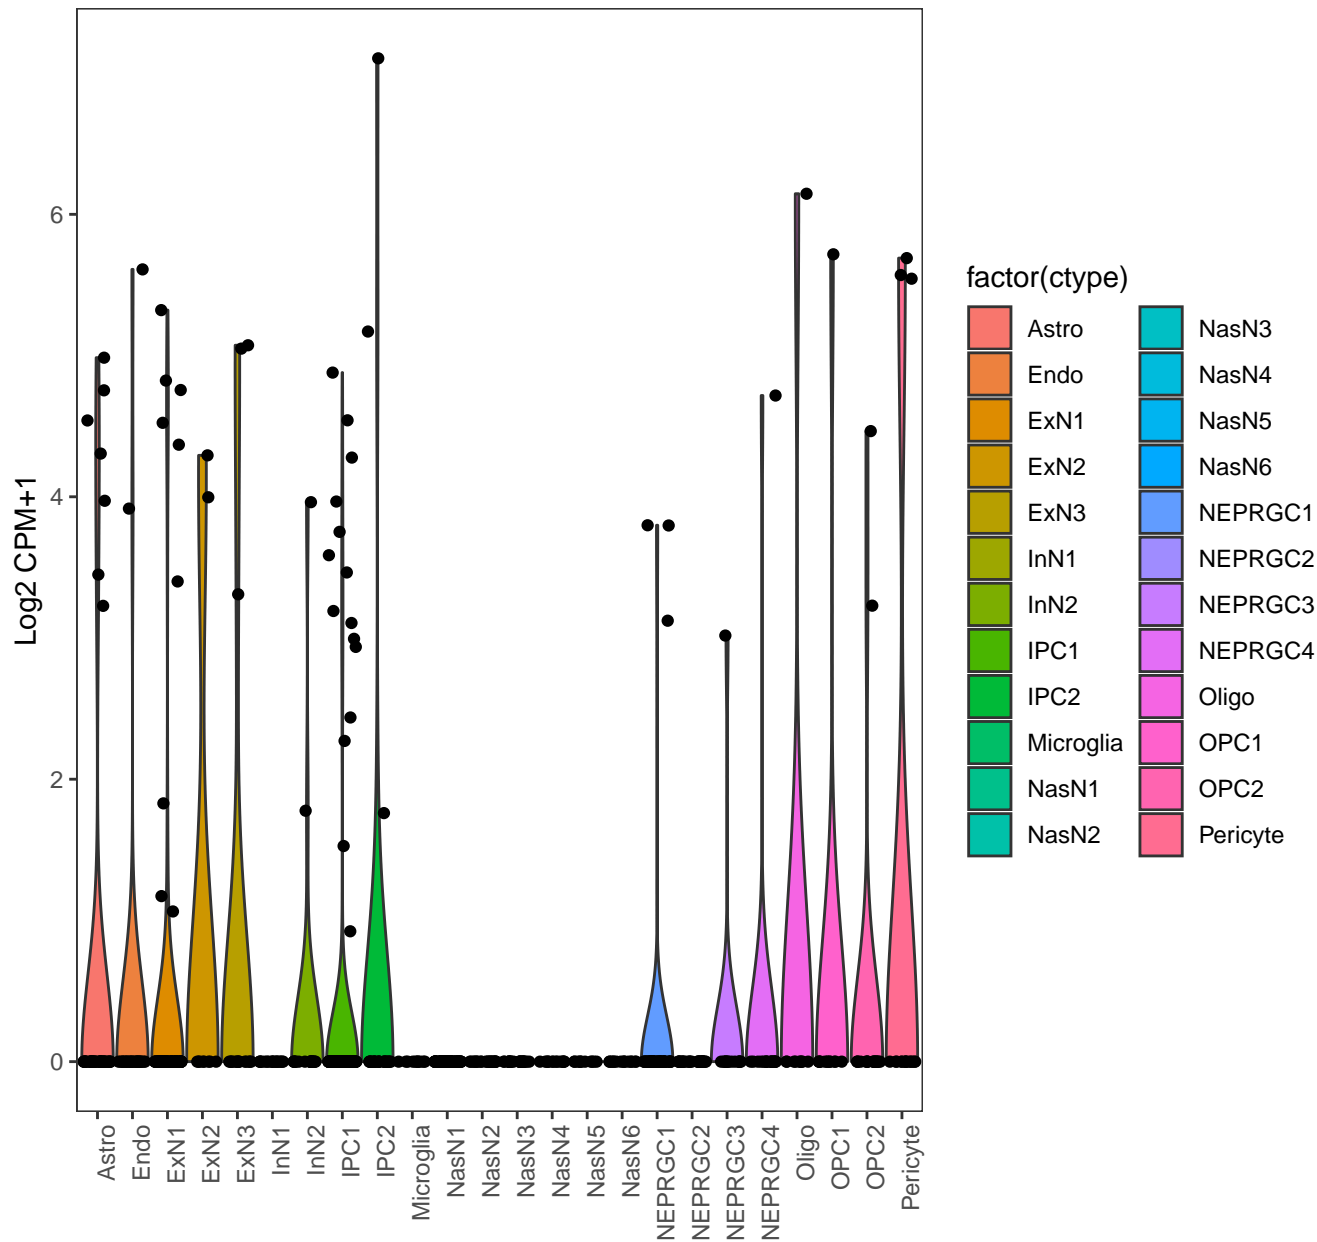 Log2 CPM+1
6
4
2
0
Astro
Endo
ExN1
ExN2
ExN3
InN1
InN2
IPC1
IPC2
Microglia
NasN1
NasN2
NasN3
NasN4
NasN5
NasN6
NEPRGC1
NEPRGC2
NEPRGC3
NEPRGC4
Oligo
OPC1
OPC2
Pericyte
factor(ctype)
Astro
Endo
ExN1
ExN2
ExN3
InN1
InN2
IPC1
IPC2
Microglia
NasN1
NasN2
NasN3
NasN4
NasN5
NasN6
NEPRGC1
NEPRGC2
NEPRGC3
NEPRGC4
Oligo
OPC1
OPC2
Pericyte